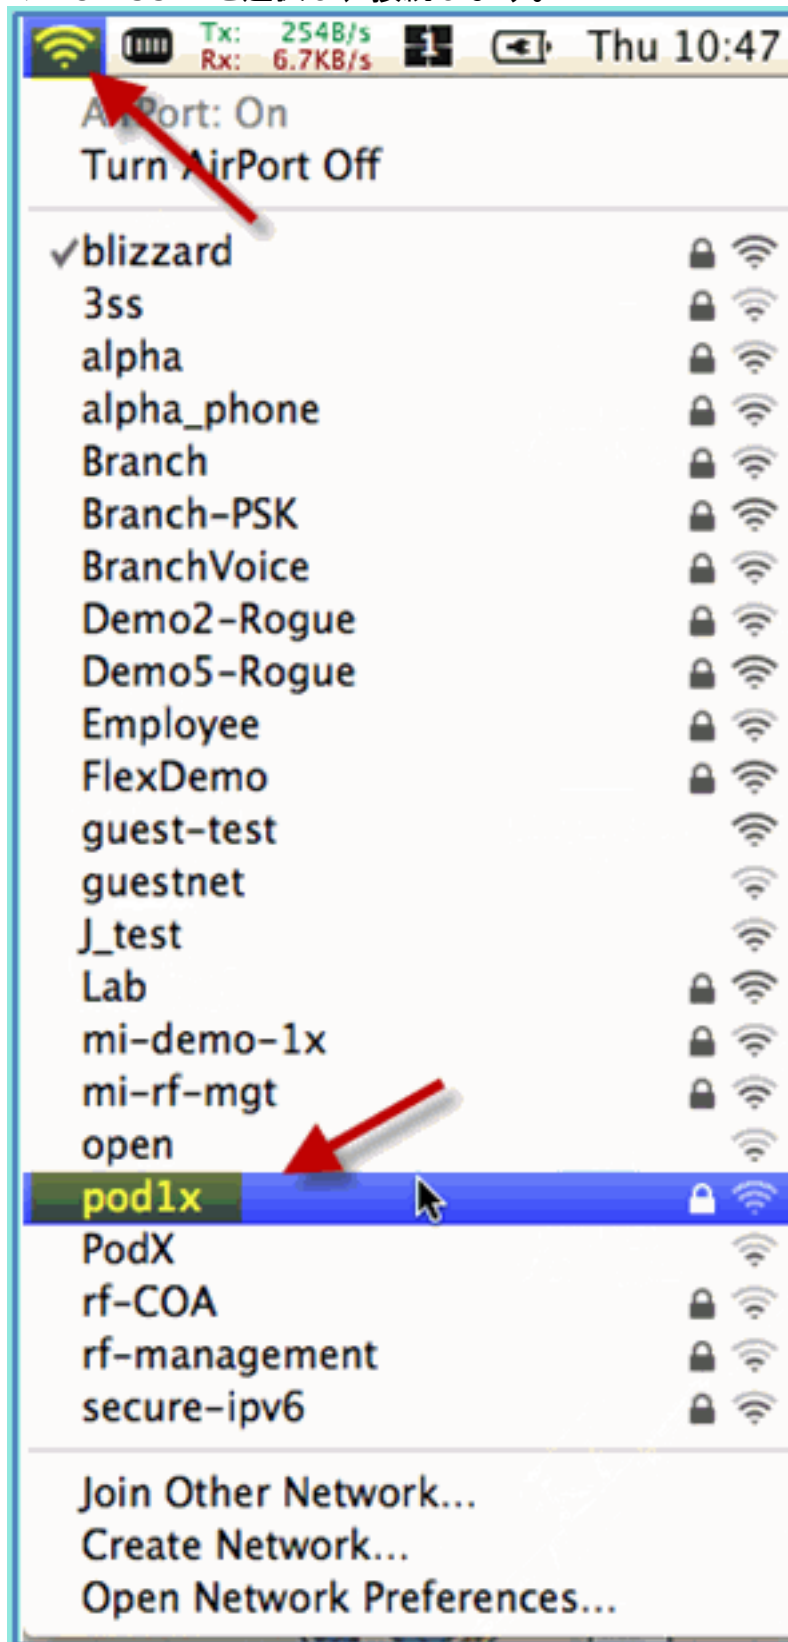 Tx: 254B/s
Rx: 6.7KB/s
1
Thu 10:47
AirPort: On
Turn AirPort Off
✓blizzard
3ss
alpha
alpha_phone
Branch
Branch-PSK
BranchVoice
Demo2-Rogue
Demo5-Rogue
Employee
FlexDemo
guest-test
guestnet
J_test
Lab
mi-demo-1x
mi-rf-mgt
open
pod1x
PodX
rf-COA
rf-management
secure-ipv6
Join Other Network...
Create Network...
Open Network Preferences...